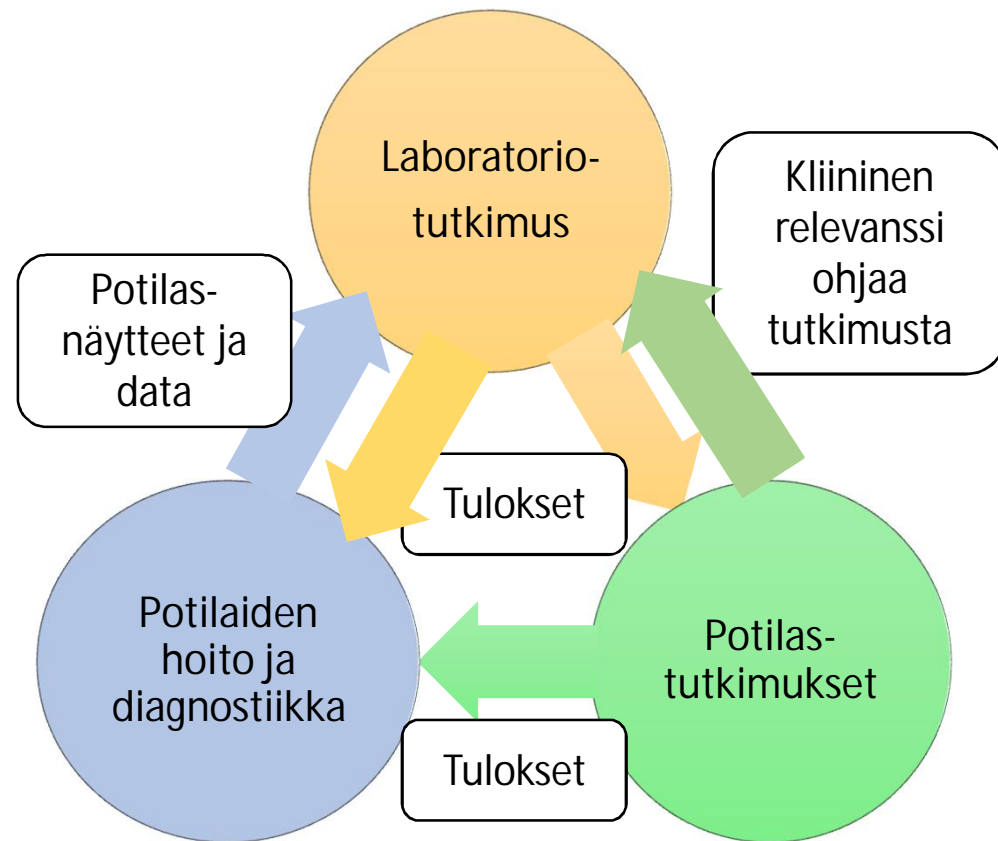 Laboratorio-
tutkimus
Kliininen
relevanssi
ohjaa
tutkimusta
Potilas-
näytteet ja
data
Tulokset
Potilaiden
hoito ja
diagnostiikka
Potilas-
tutkimukset
Tulokset